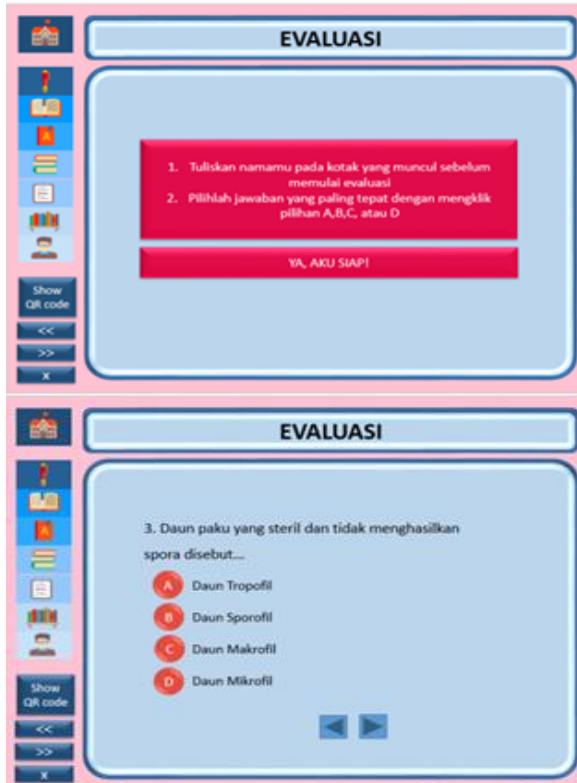 EVALUASI
1. Tuliskan namamu pada kotak yang muncul sebelum
memulai evaluasi
2. Pilihlah jawaban yang paling tepat dengan mengklik
pilihan A,B,C, atau D
YA, AKU SIAP!
Show
QR code
<<
>>
x
EVALUASI
3. Daun paku yang steril dan tidak menghasilkan
spora disebut...
A Daun Tropofil
B Daun Sporofil
C Daun Makrofil
D Daun Mikrofil
Show
QR code
<<
>>
x